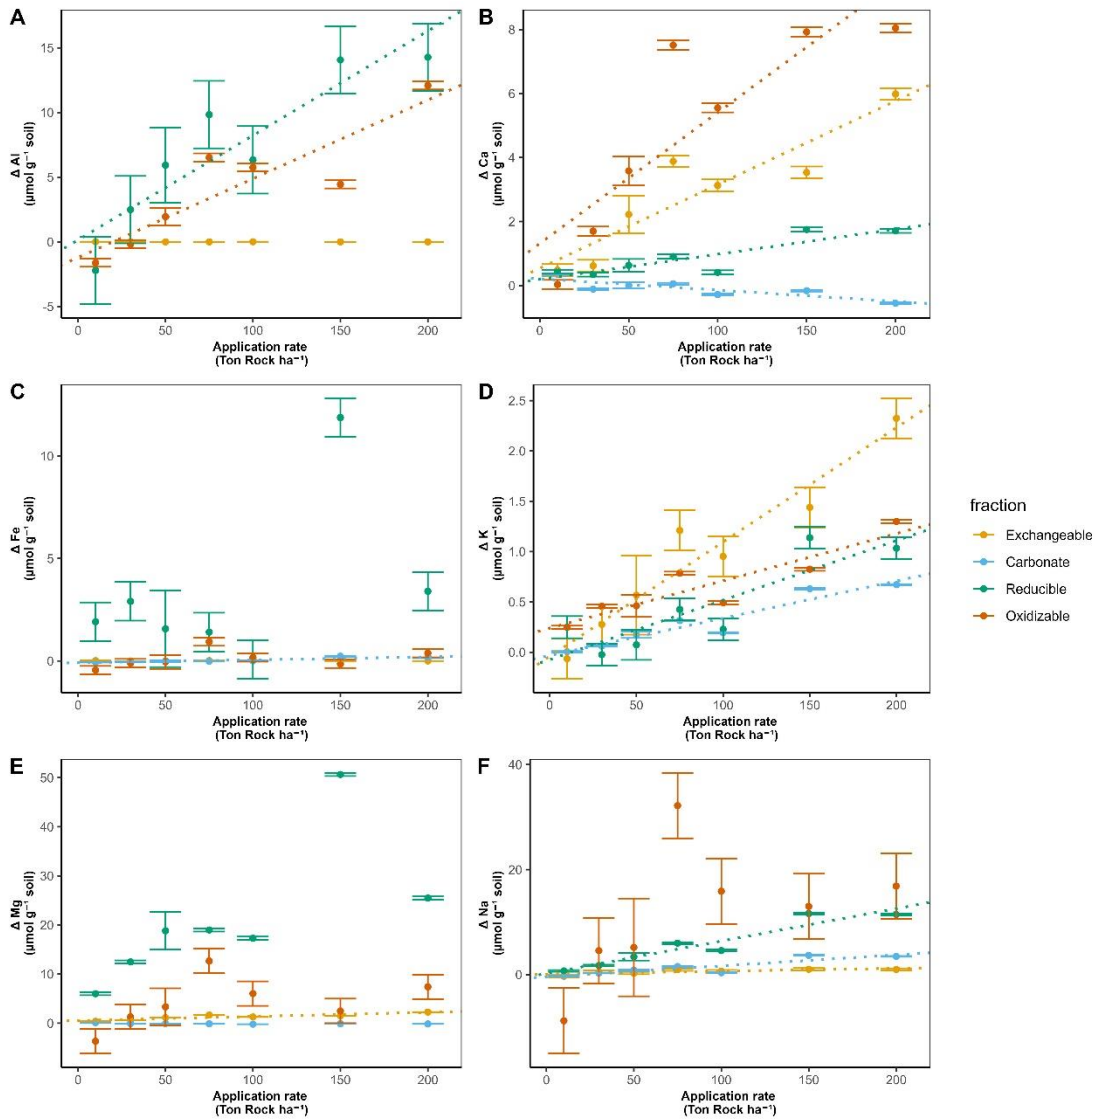 A
Δ Al
(μmol g⁻¹ soil)
15
10
5
0
-5
0 50 100 150 200
Application rate
(Ton Rock ha⁻¹)
B
Δ Ca
(μmol g⁻¹ soil)
8
6
4
2
0
0 50 100 150 200
Application rate
(Ton Rock ha⁻¹)
C
Δ Fe
(μmol g⁻¹ soil)
10
5
0
0 50 100 150 200
Application rate
(Ton Rock ha⁻¹)
D
Δ K
(μmol g⁻¹ soil)
2.5
2.0
1.5
1.0
0.5
0.0
0 50 100 150 200
Application rate
(Ton Rock ha⁻¹)
fraction
Exchangeable
Carbonate
Reducible
Oxidizable
E
Δ Mg
(μmol g⁻¹ soil)
50
40
30
20
10
0
0 50 100 150 200
Application rate
(Ton Rock ha⁻¹)
F
Δ Na
(μmol g⁻¹ soil)
40
20
0
0 50 100 150 200
Application rate
(Ton Rock ha⁻¹)